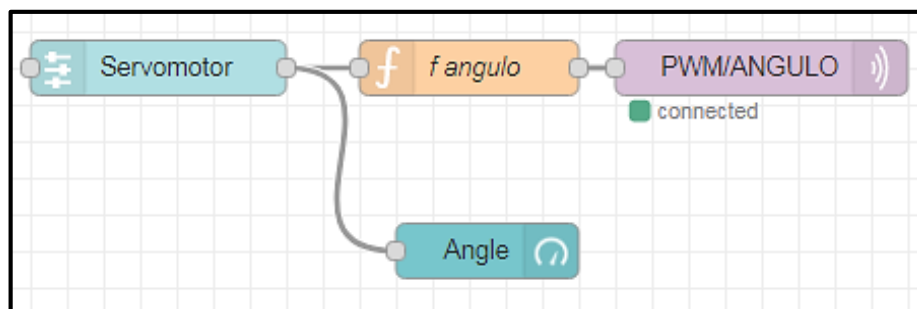 Servomotor
f angulo
PWM/ANGULO
connected
Angle